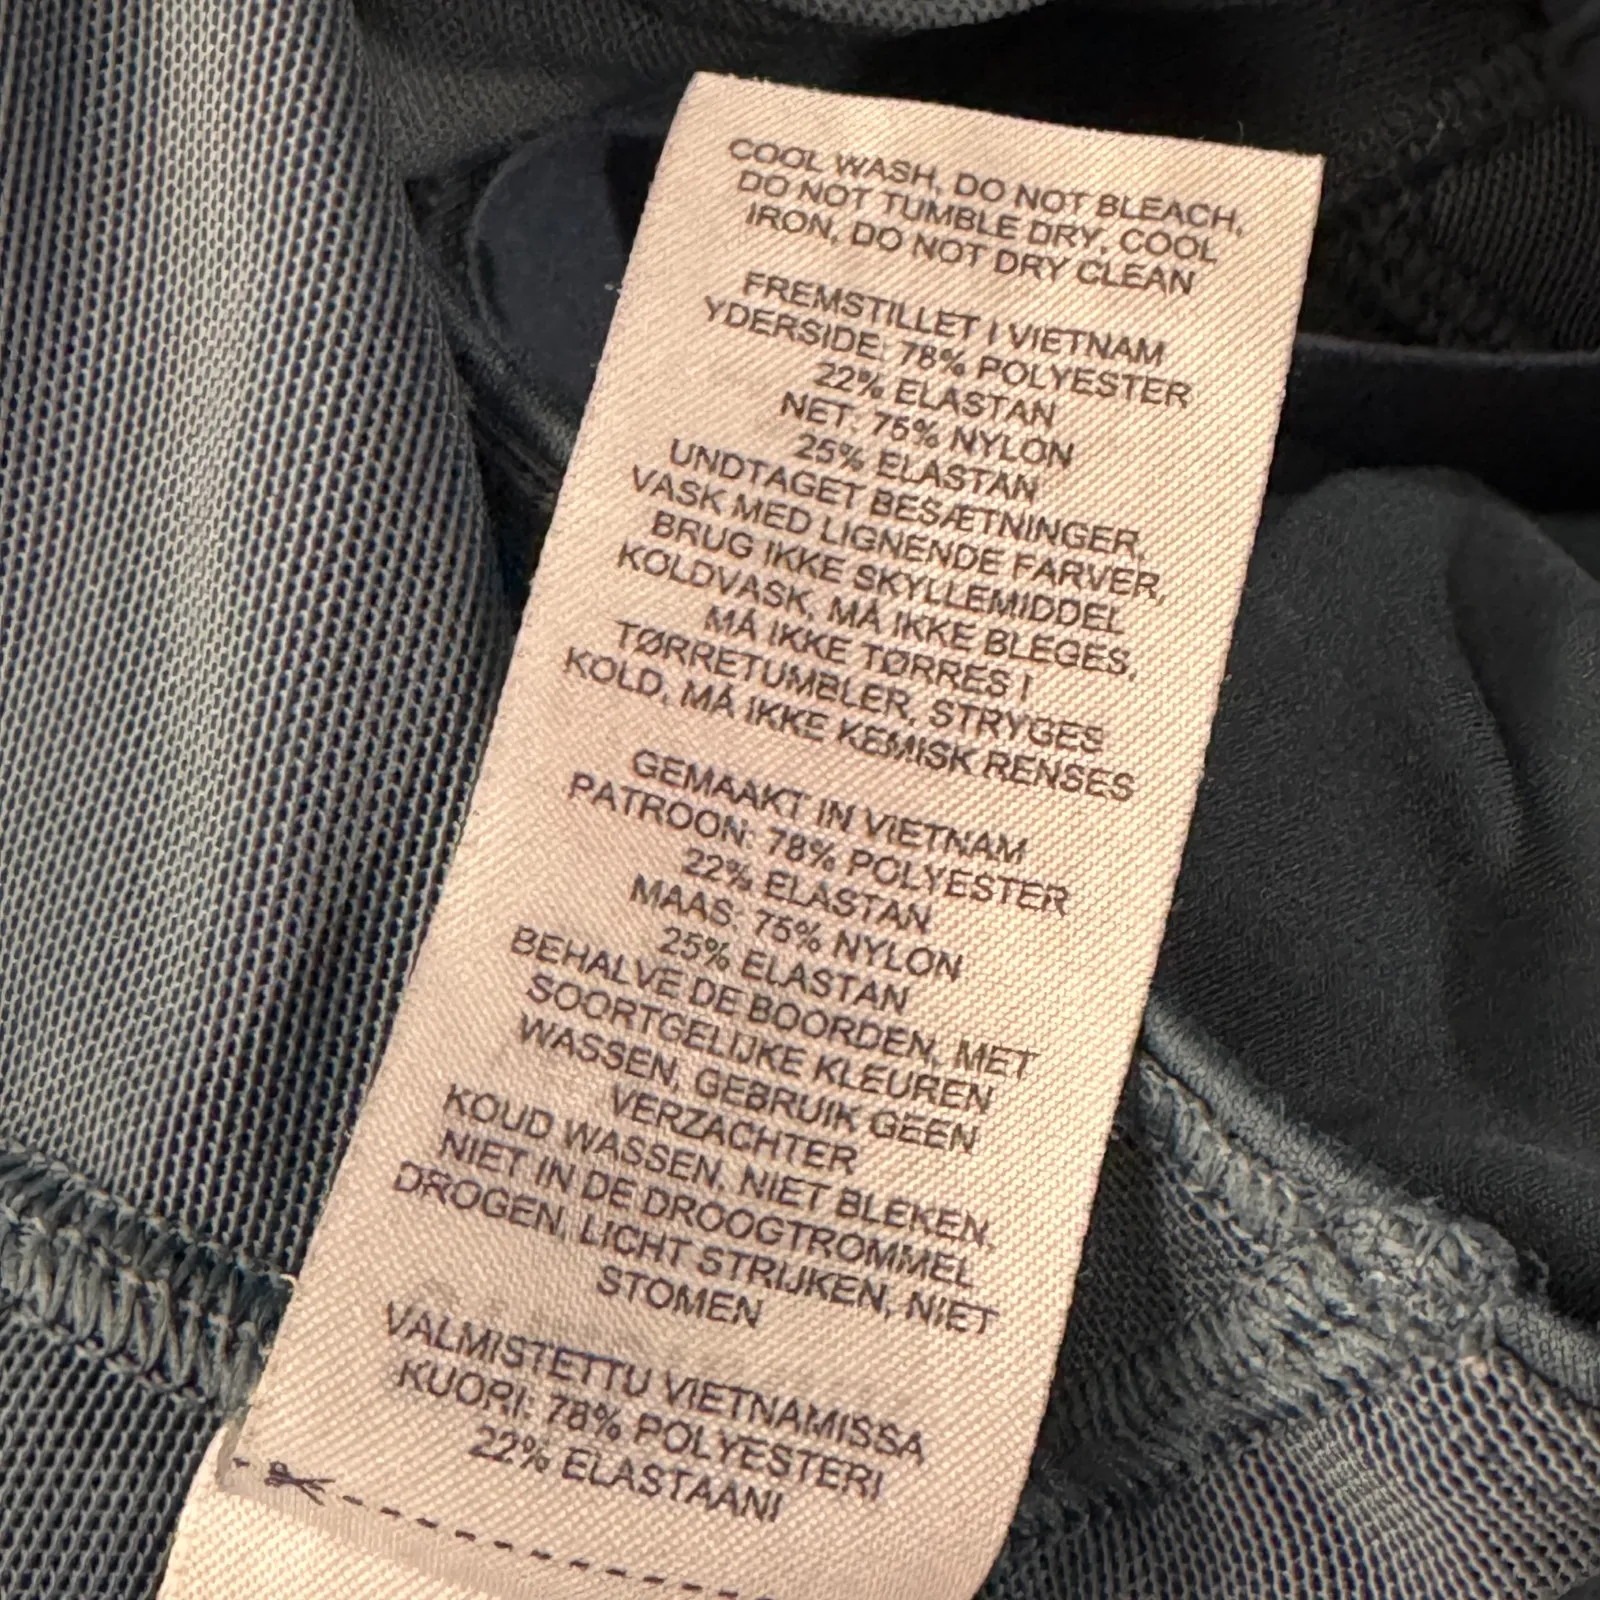 COOL WASH, DO NOT BLEACH,
DO NOT TUMBLE DRY, COOL
IRON, DO NOT DRY CLEAN
FREMSTILLET I VIETNAM
YDERSIDE: 78% POLYESTER
22% ELASTAN
NET: 75% NYLON
25% ELASTAN
UNDTAGET BESÆTNINGER,
VASK MED LIGNENDE FARVER,
BRUG IKKE SKYLLEMIDDEL
KOLDVASK, MÅ IKKE BLEGES,
MÅ IKKE TØRRES I
TØRRETUMBLER, STRYGES
KOLD, MÅ IKKE KEMISK RENSES
GEMAAKT IN VIETNAM
PATROON: 78% POLYESTER
22% ELASTAN
MAAS: 75% NYLON
25% ELASTAN
BEHALVE DE BOORDEN, MET
SOORTGELIJKE KLEUREN
WASSEN, GEBRUIK GEEN
VERZACHTER
KOUD WASSEN, NIET BLEKEN,
NIET IN DE DROOGTROMMEL
DROGEN, LICHT STRIJKEN, NIET
STOMEN
VALMISTETTU VIETNAMISSA
KUORI: 78% POLYESTERI
22% ELASTAANI